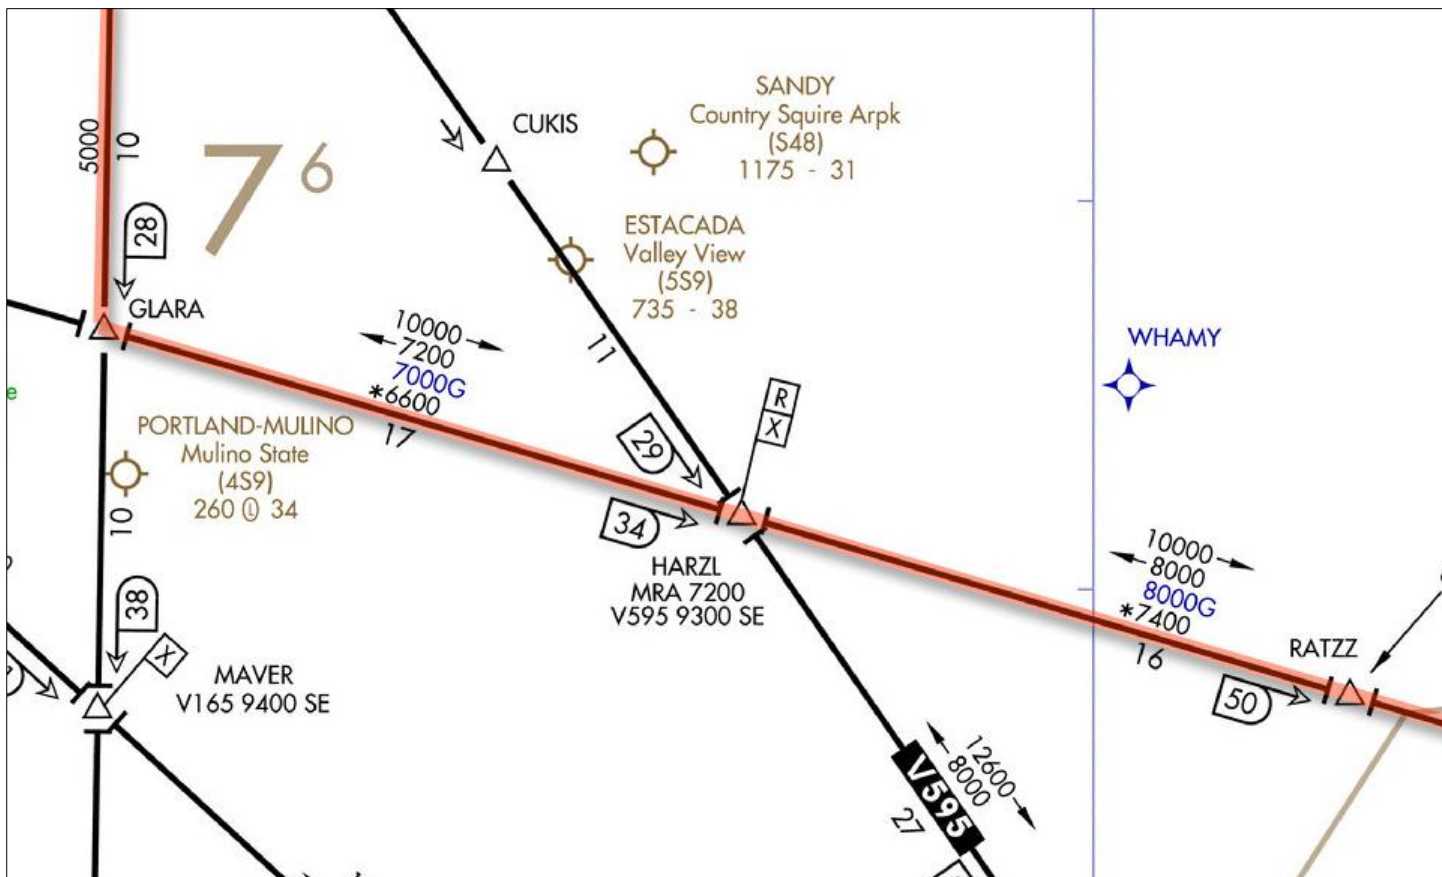 CUKIS
SANDY
Country Squire Arpk
(S48)
1175 - 31
5000
10
7 6
28
GLARA
ESTACADA
Valley View
(5S9)
735 - 38
10000
7200
7000G
*6600
17
11
WHAMY
e
PORTLAND-MULINO
Mulino State
(4S9)
260 Ⓛ 34
10
R
X
29
34
HARZL
MRA 7200
V595 9300 SE
10000
8000
8000G
*7400
16
RATZZ
50
38
X
MAVER
V165 9400 SE
12600
8000
V595
27